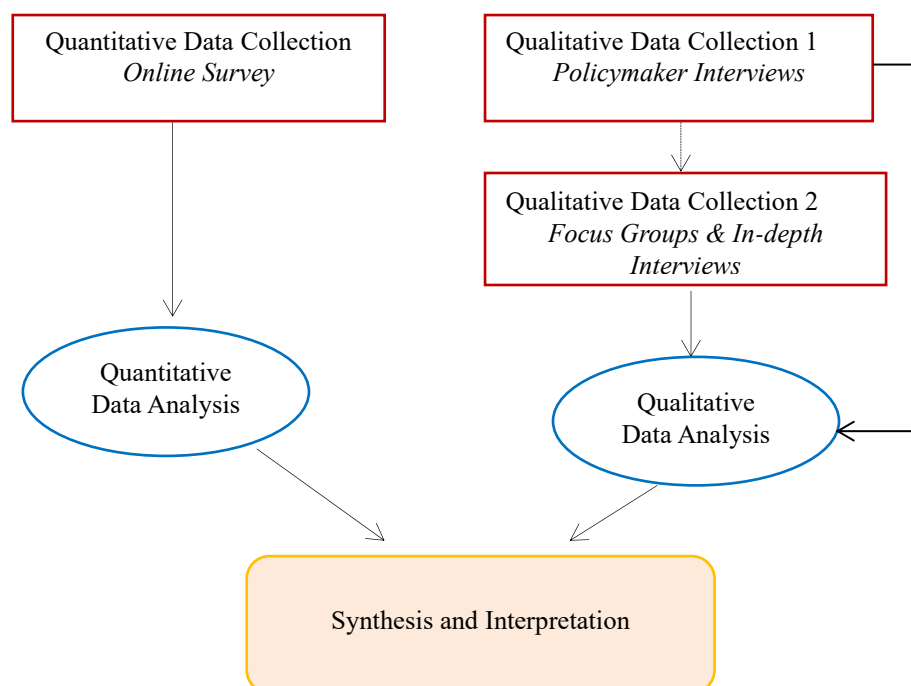 Quantitative Data Collection
Online Survey
Qualitative Data Collection 1
Policymaker Interviews
Qualitative Data Collection 2
Focus Groups & In-depth
Interviews
Quantitative
Data Analysis
Qualitative
Data Analysis
Synthesis and Interpretation